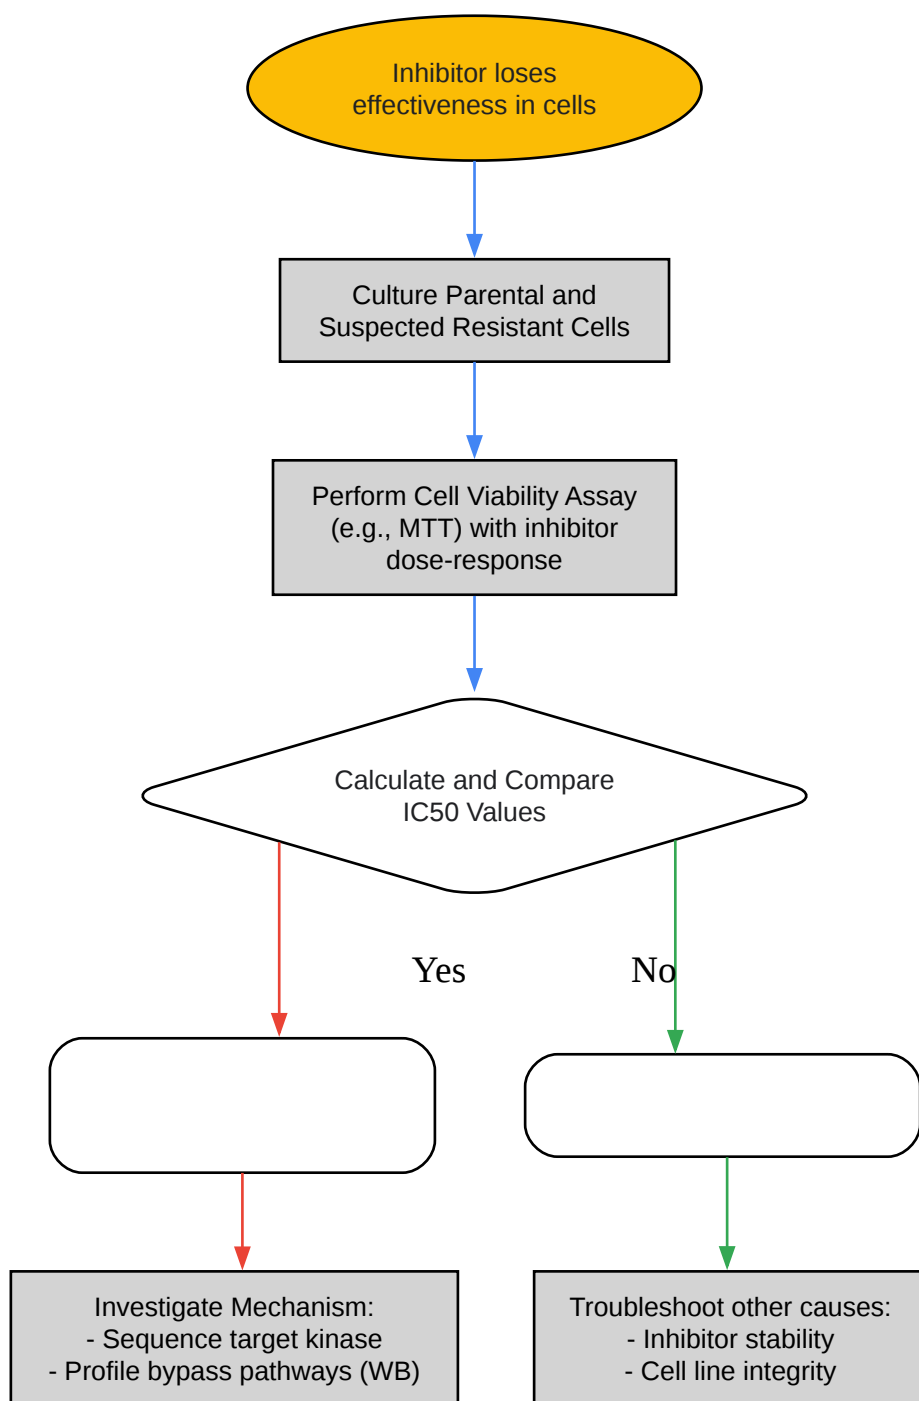 Inhibitor loses
effectiveness in cells
Culture Parental and
Suspected Resistant Cells
Perform Cell Viability Assay
(e.g., MTT) with inhibitor
dose-response
Calculate and Compare
IC50 Values
Yes
No
Investigate Mechanism:
- Sequence target kinase
- Profile bypass pathways (WB)
Troubleshoot other causes:
- Inhibitor stability
- Cell line integrity